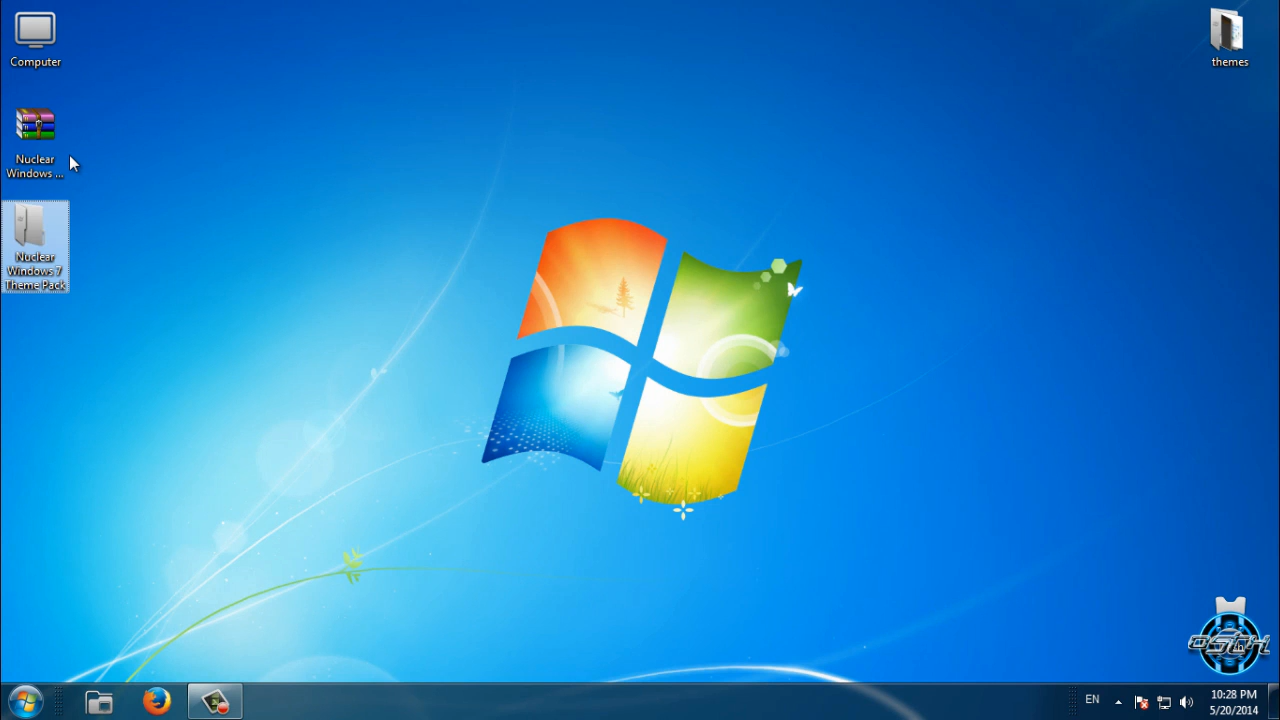 Computer
themes
Nuclear
Windows ...
Nuclear
Windows 7
Theme Pack
EN
10:28 PM
5/20/2014